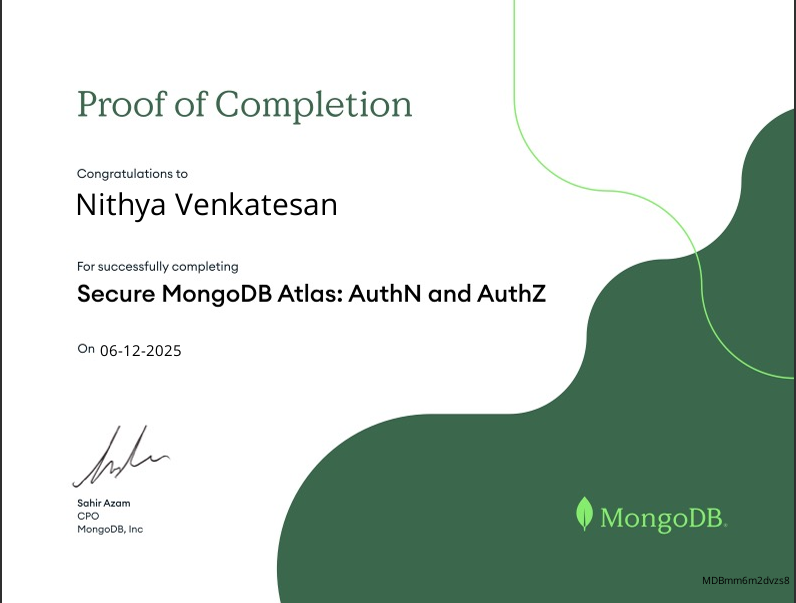 Proof of Completion
Congratulations to
Nithya Venkatesan
For successfully completing
Secure MongoDB Atlas: AuthN and AuthZ
On 06-12-2025
Sahir Azam
CPO
MongoDB, Inc
MongoDB®
MDBmm6m2dvzs8